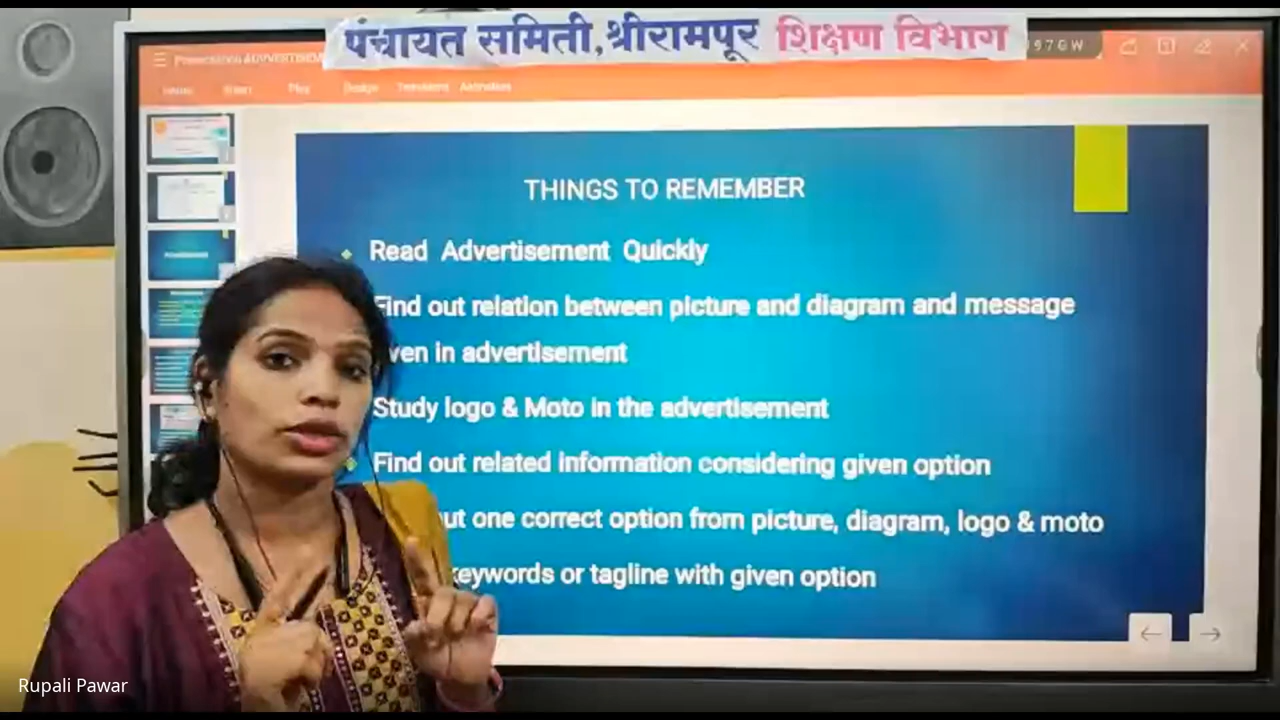 पंचायत समिती,श्रीरामपूर शिक्षण विभाग
THINGS TO REMEMBER
Read Advertisement Quickly
Find out relation between picture and diagram and message
ven in advertisement
Study logo & Moto in the advertisement
Find out related information considering given option
ut one correct option from picture, diagram, logo & moto
keywords or tagline with given option
Rupali Pawar